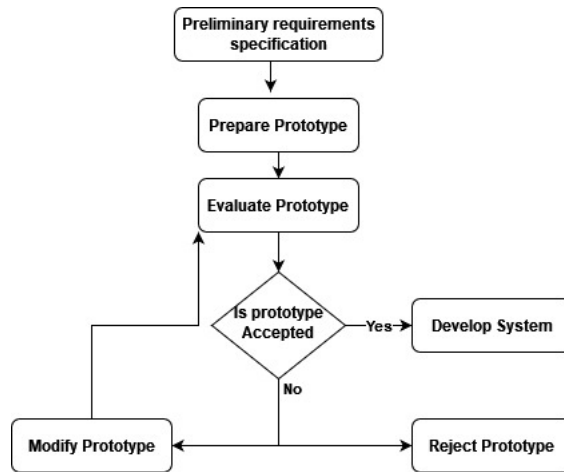 Preliminary requirements
specification
Prepare Prototype
Evaluate Prototype
Is prototype
Accepted
Yes
Develop System
No
Modify Prototype
Reject Prototype